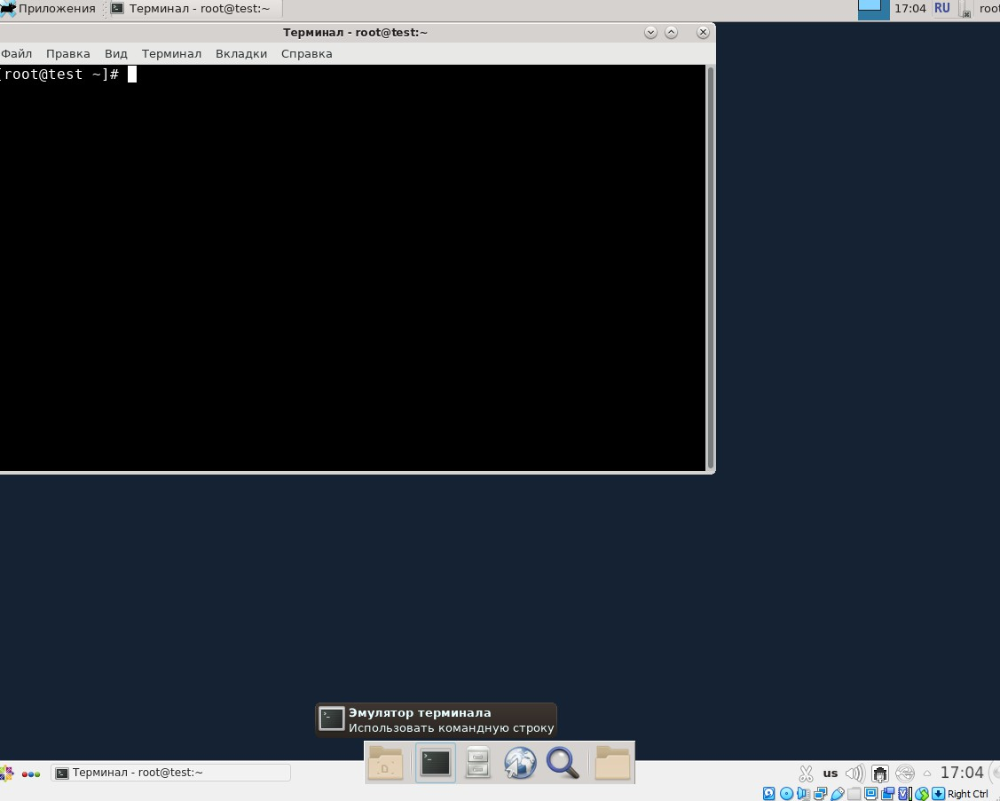 Приложения
Терминал - root@test:~
17:04
RU
root
Терминал - root@test:~
Файл Правка Вид Терминал Вкладки Справка
[root@test ~]#
Эмулятор терминала
Использовать командную строку
Терминал - root@test:~
us
17:04
Right Ctrl